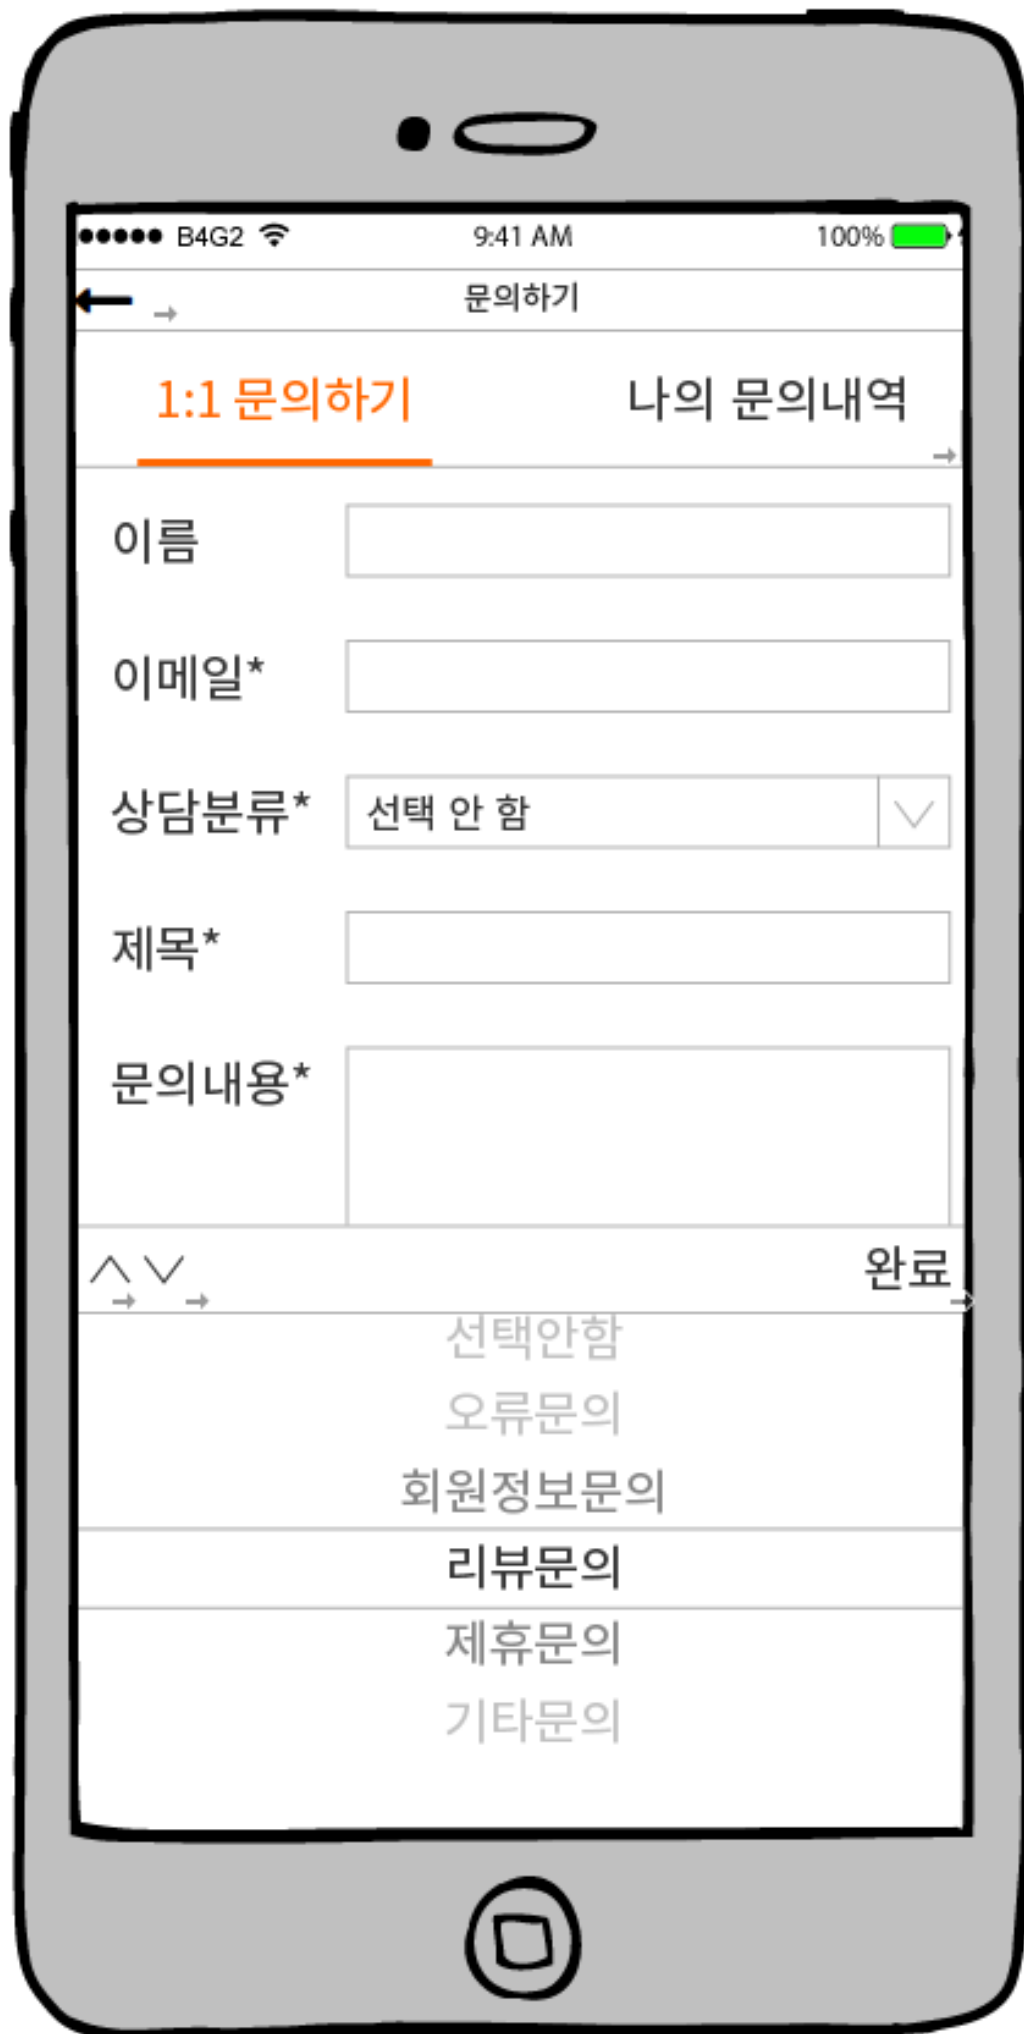 B4G2 9:41 AM 100%
문의하기
1:1 문의하기 나의 문의내역
이름
이메일*
상담분류* 선택 안 함
제목*
문의내용*
완료
선택안함
오류문의
회원정보문의
리뷰문의
제휴문의
기타문의